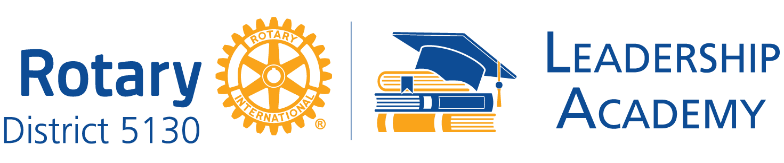 Rotary
District 5130
ROTARY
INTERNATIONAL
®
LEADERSHIP
ACADEMY